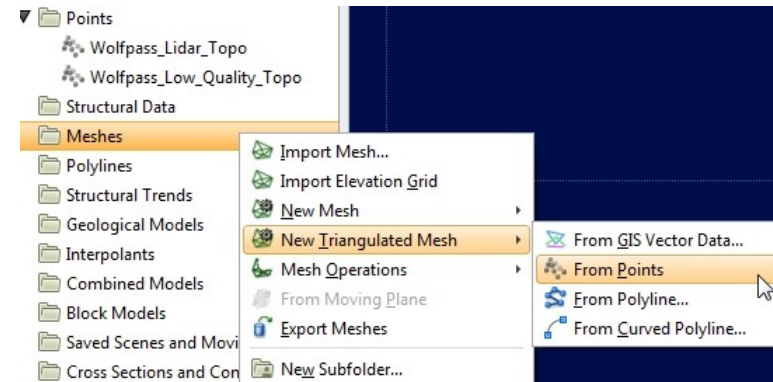 Points
Wolfpass_Lidar_Topo
Wolfpass_Low_Quality_Topo
Structural Data
Meshes
Polylines
Structural Trends
Geological Models
Interpolants
Combined Models
Block Models
Saved Scenes and Movi
Cross Sections and Con
Import Mesh...
Import Elevation Grid
New Mesh
New Triangulated Mesh
Mesh Operations
From Moving Plane
Export Meshes
New Subfolder...
From GIS Vector Data...
From Points
From Polyline...
From Curved Polyline...